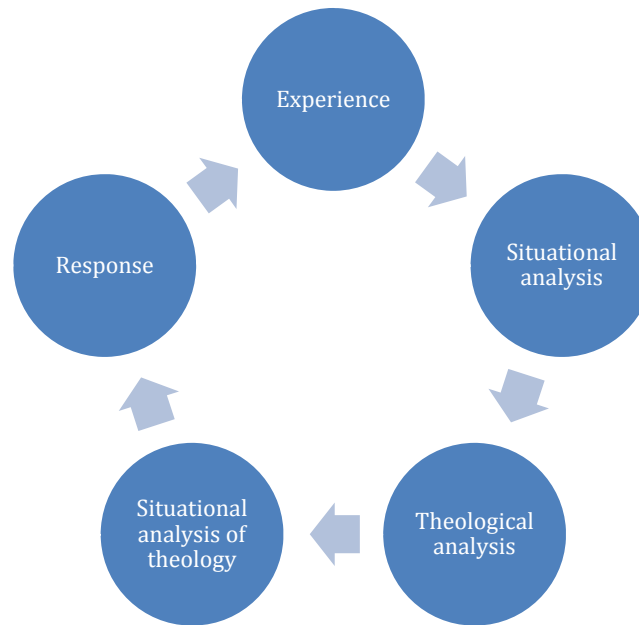 Experience
Situational
analysis
Theological
analysis
Situational
analysis of
theology
Response